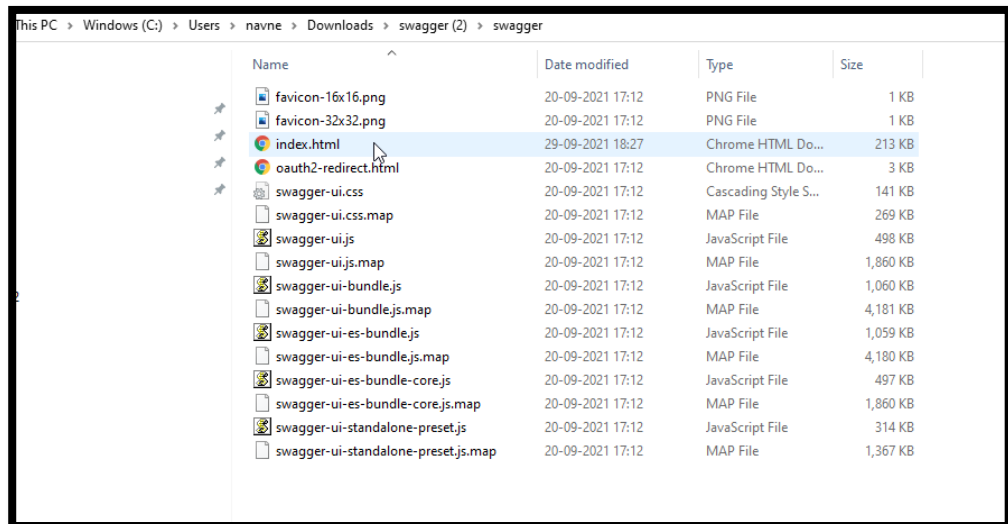 This PC > Windows (C:) > Users > navne > Downloads > swagger (2) > swagger
Name Date modified Type Size
favicon-16x16.png 20-09-2021 17:12 PNG File 1 KB
favicon-32x32.png 20-09-2021 17:12 PNG File 1 KB
index.html 29-09-2021 18:27 Chrome HTML Do... 213 KB
oauth2-redirect.html 20-09-2021 17:12 Chrome HTML Do... 3 KB
swagger-ui.css 20-09-2021 17:12 Cascading Style S... 141 KB
swagger-ui.css.map 20-09-2021 17:12 MAP File 269 KB
swagger-ui.js 20-09-2021 17:12 JavaScript File 498 KB
swagger-ui.js.map 20-09-2021 17:12 MAP File 1,860 KB
swagger-ui-bundle.js 20-09-2021 17:12 JavaScript File 1,060 KB
2
swagger-ui-bundle.js.map 20-09-2021 17:12 MAP File 4,181 KB
swagger-ui-es-bundle.js 20-09-2021 17:12 JavaScript File 1,059 KB
swagger-ui-es-bundle.js.map 20-09-2021 17:12 MAP File 4,180 KB
swagger-ui-es-bundle-core.js 20-09-2021 17:12 JavaScript File 497 KB
swagger-ui-es-bundle-core.js.map 20-09-2021 17:12 MAP File 1,860 KB
swagger-ui-standalone-preset.js 20-09-2021 17:12 JavaScript File 314 KB
swagger-ui-standalone-preset.js.map 20-09-2021 17:12 MAP File 1,367 KB